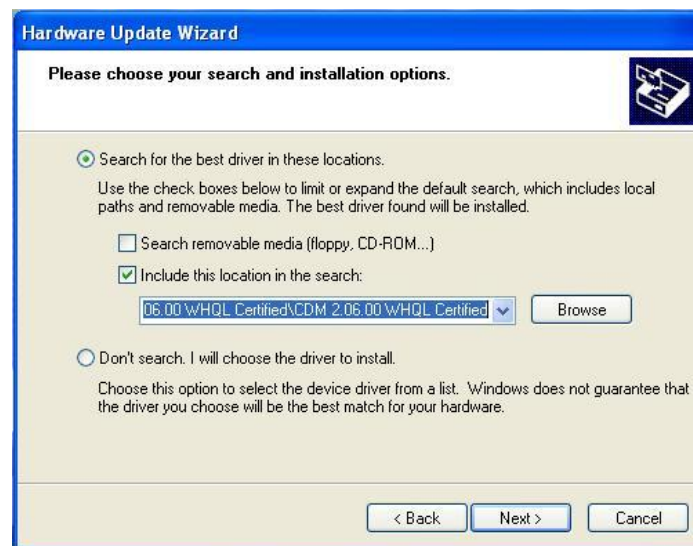 Hardware Update Wizard
Please choose your search and installation options.
Search for the best driver in these locations.
Use the check boxes below to limit or expand the default search, which includes local
paths and removable media. The best driver found will be installed.
Search removable media (floppy, CD-ROM...)
Include this location in the search:
06.00 WHQL Certified\CDM 2.06.00 WHQL Certified
Browse
Don't search. I will choose the driver to install.
Choose this option to select the device driver from a list. Windows does not guarantee that
the driver you choose will be the best match for your hardware.
< Back Next > Cancel